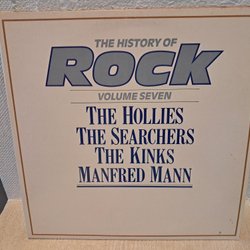 THE HISTORY OF
Rock
VOLUME SEVEN
THE HOLLIES
THE SEARCHERS
THE KINKS
MANFRED MANN